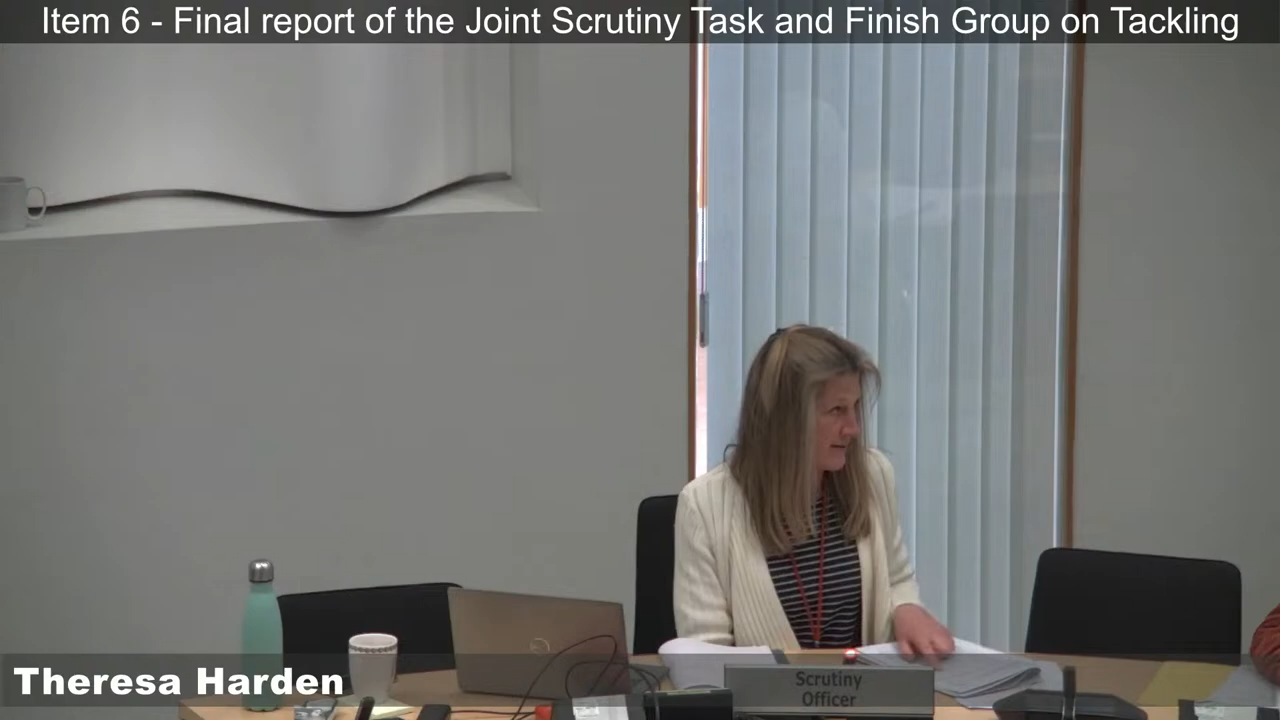 Item 6 - Final report of the Joint Scrutiny Task and Finish Group on Tackling
Theresa Harden
Scrutiny
Officer